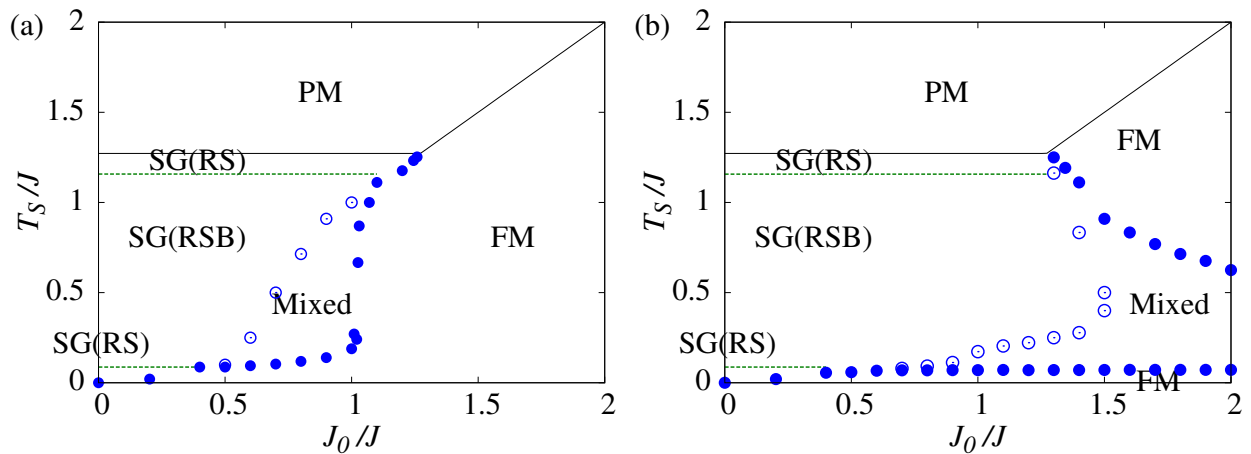 (a)
2
PM
1.5
SG(RS)
T_S/J
1
SG(RSB)
FM
0.5
Mixed
SG(RS)
0
0 0.5 1 1.5 2
J_0/J
(b)
2
PM
1.5
FM
SG(RS)
T_S/J
1
SG(RSB)
0.5
Mixed
SG(RS)
0
FM
0 0.5 1 1.5 2
J_0/J